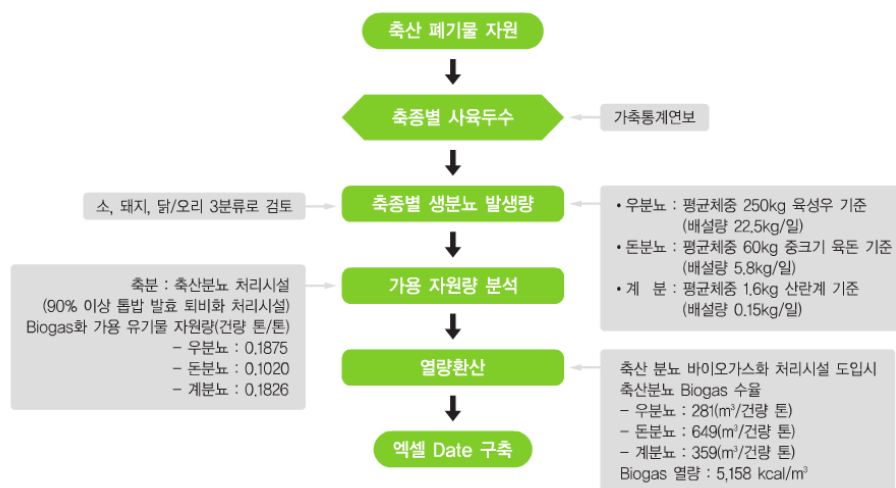 축산 폐기물 자원
축종별 사육두수
가축통계연보
소, 돼지, 닭/오리 3분류로 검토
축종별 생분뇨 발생량
• 우분뇨 : 평균체중 250kg 육성우 기준
(배설량 22.5kg/일)
• 돈분뇨 : 평균체중 60kg 중크기 육돈 기준
(배설량 5.8kg/일)
• 계 분 : 평균체중 1.6kg 산란계 기준
(배설량 0.15kg/일)
축분 : 축산분뇨 처리시설
(90% 이상 톱밥 발효 퇴비화 처리시설)
Biogas화 가용 유기물 자원량(건량 톤/톤)
- 우분뇨 : 0.1875
- 돈분뇨 : 0.1020
- 계분뇨 : 0.1826
가용 자원량 분석
열량환산
축산 분뇨 바이오가스화 처리시설 도입시
축산분뇨 Biogas 수율
- 우분뇨 : 281(m³/건량 톤)
- 돈분뇨 : 649(m³/건량 톤)
- 계분뇨 : 359(m³/건량 톤)
Biogas 열량 : 5,158 kcal/m³
엑셀 Date 구축